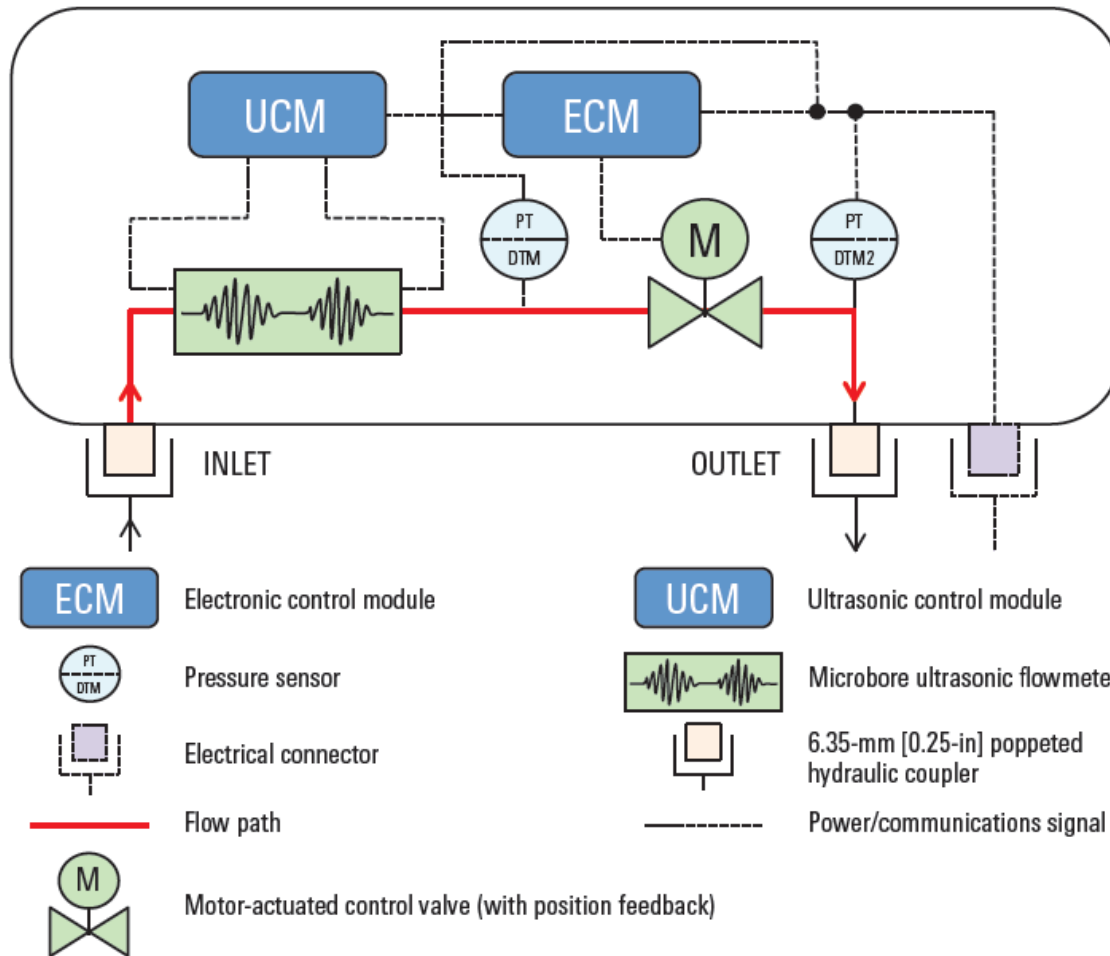 UCM
ECM
PT
DTM
M
PT
DTM2
INLET
OUTLET
ECM
Electronic control module
UCM
Ultrasonic control module
PT
DTM
Pressure sensor
Microbore ultrasonic flowmete
Electrical connector
6.35-mm [0.25-in] poppeted
hydraulic coupler
Flow path
Power/communications signal
M
Motor-actuated control valve (with position feedback)